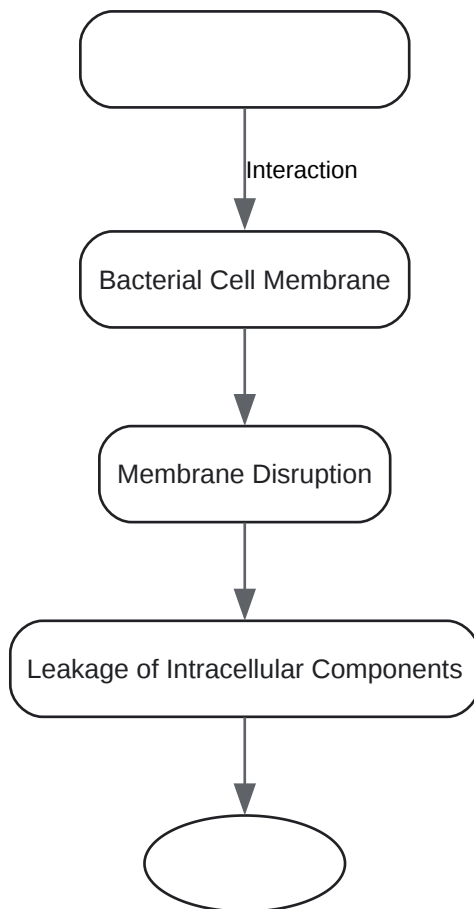 Interaction
Bacterial Cell Membrane
Membrane Disruption
Leakage of Intracellular Components